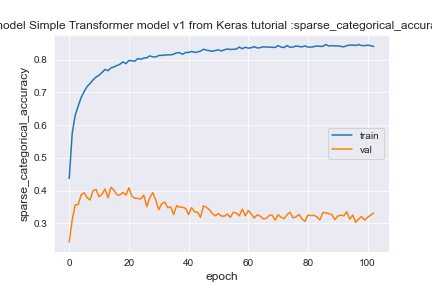 model Simple Transformer model v1 from Keras tutorial :sparse_categorical_accura
sparse_categorical_accuracy
0.8
0.7
0.6
0.5
0.4
0.3
train
val
0
20
40
60
80
100
epoch